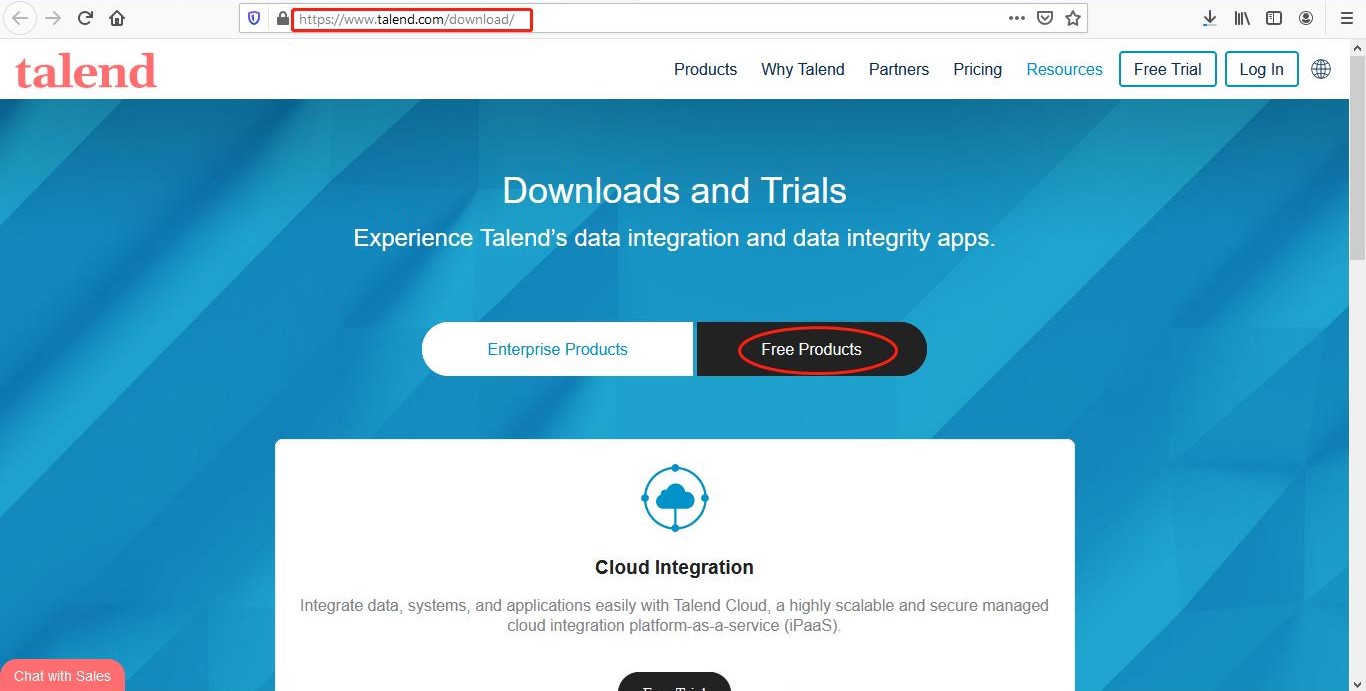 https://www.talend.com/download/
talend
Products Why Talend Partners Pricing Resources Free Trial Log In
Downloads and Trials
Experience Talend’s data integration and data integrity apps.
Enterprise Products Free Products
Cloud Integration
Integrate data, systems, and applications easily with Talend Cloud, a highly scalable and secure managed
cloud integration platform-as-a-service (iPaaS).
Chat with Sales
Free Trial